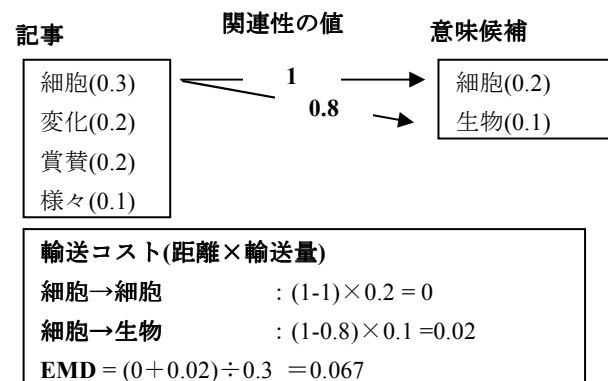 関連性の値
記事
意味候補
細胞(0.3)
変化(0.2)
賞賛(0.2)
様々(0.1)
1
0.8
細胞(0.2)
生物(0.1)
輸送コスト(距離×輸送量)
細胞→細胞 : (1-1)×0.2 = 0
細胞→生物 : (1-0.8)×0.1 =0.02
EMD = (0+0.02)÷0.3 =0.067